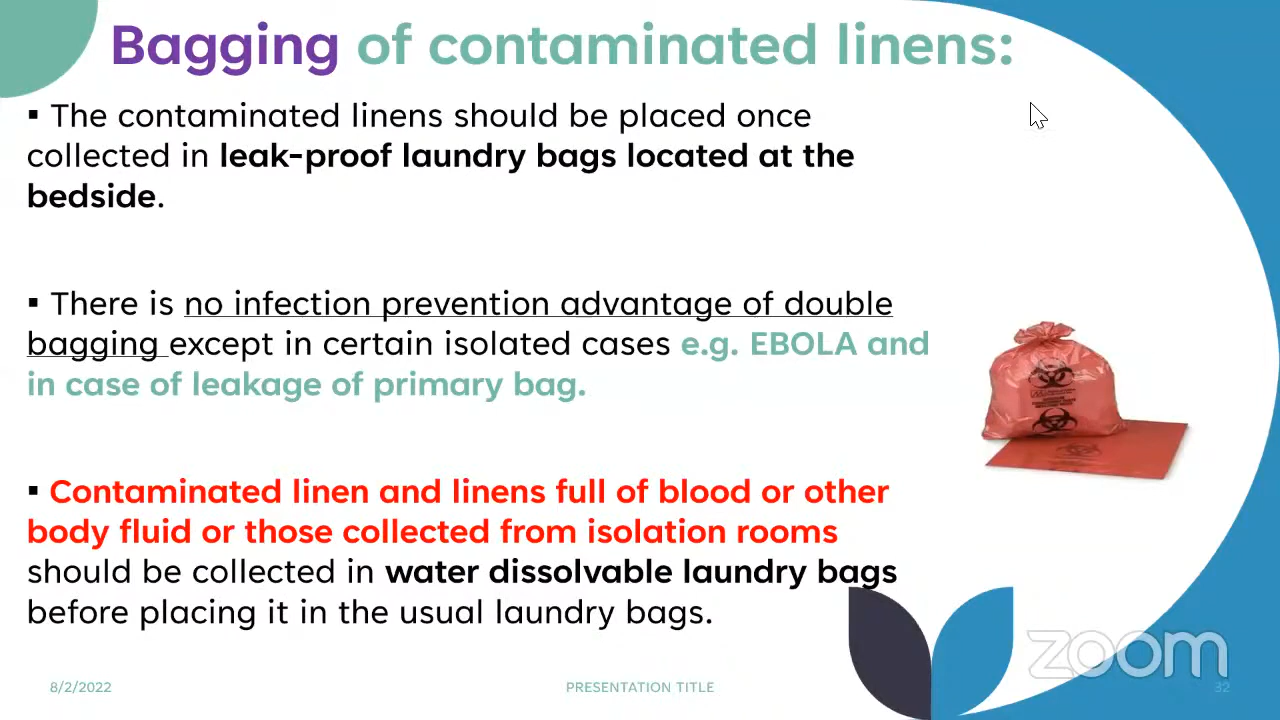 Bagging of contaminated linens:
▪ The contaminated linens should be placed once
collected in leak-proof laundry bags located at the
bedside.
▪ There is no infection prevention advantage of double
bagging except in certain isolated cases e.g. EBOLA and
in case of leakage of primary bag.
▪ Contaminated linen and linens full of blood or other
body fluid or those collected from isolation rooms
should be collected in water dissolvable laundry bags
before placing it in the usual laundry bags.
8/2/2022
PRESENTATION TITLE
32
zoom